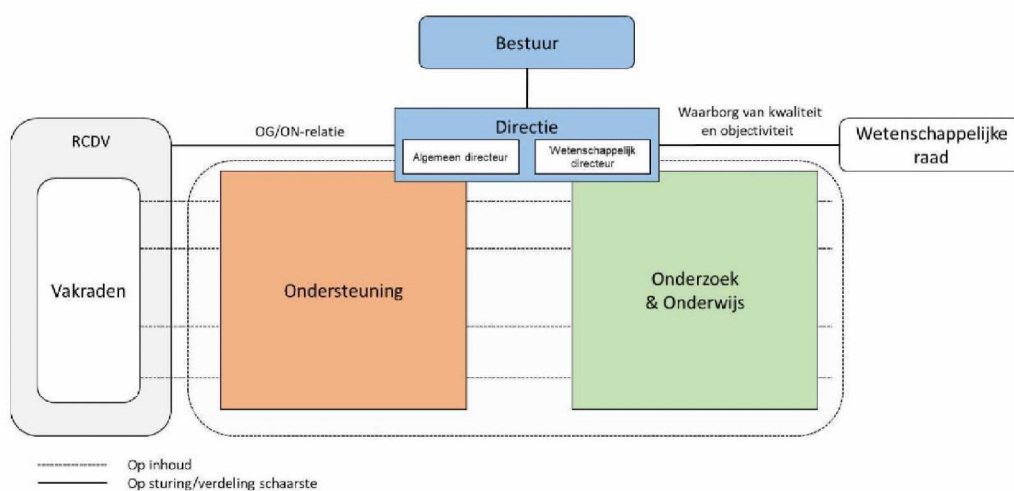 Bestuur
RCDV
OG/ON-relatie
Directie
Algemeen directeur
Wetenschappelijk
directeur
Waarborg van kwaliteit
en objectiviteit
Wetenschappelijke
raad
Vakraden
Ondersteuning
Onderzoek
& Onderwijs
Op inhoud
Op sturing/verdeling schaarste